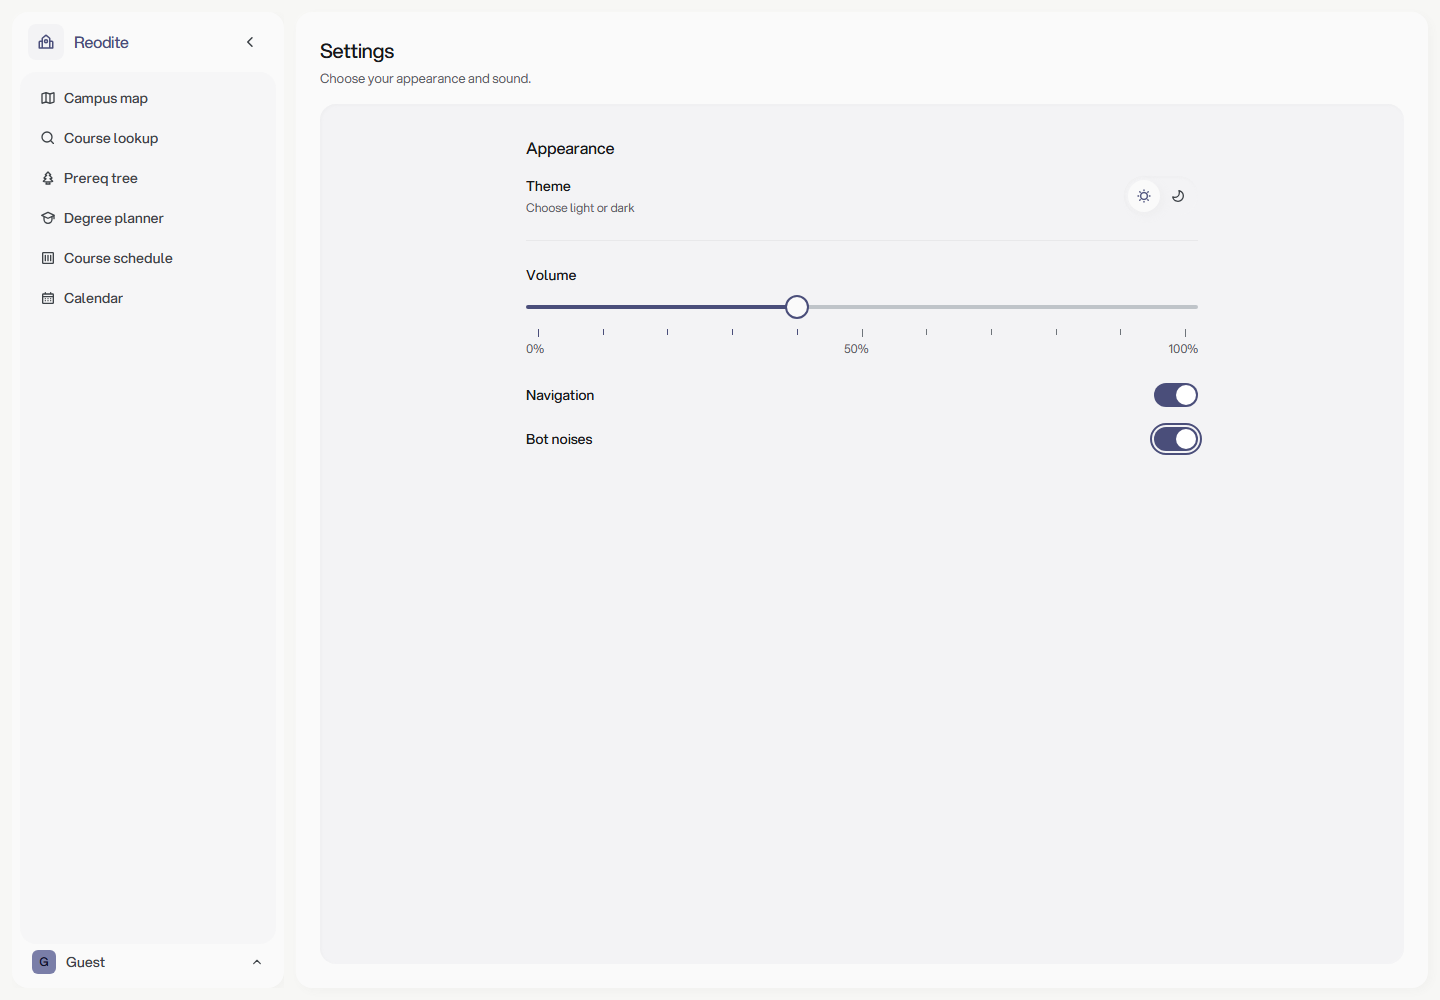 Reodite
Campus map
Course lookup
Prereq tree
Degree planner
Course schedule
Calendar
G Guest
Settings
Choose your appearance and sound.
Appearance
Theme
Choose light or dark
Volume
0% 50% 100%
Navigation
Bot noises